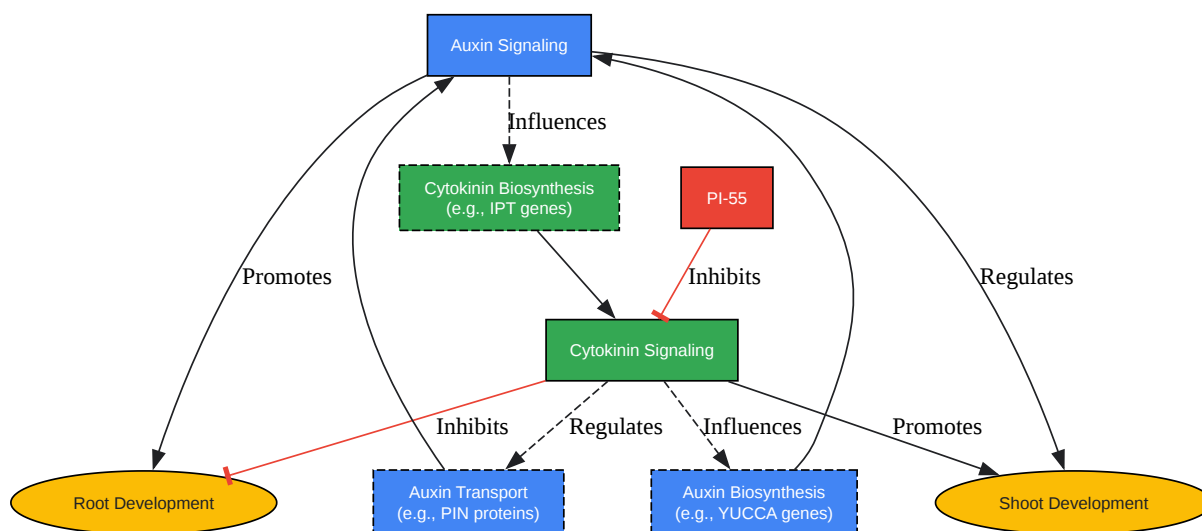 Auxin Signaling
Influences
Cytokinin Biosynthesis
(e.g., IPT genes)
PI-55
Promotes
Inhibits
Regulates
Cytokinin Signaling
Inhibits
Regulates
Influences
Promotes
Root Development
Auxin Transport
(e.g., PIN proteins)
Auxin Biosynthesis
(e.g., YUCCA genes)
Shoot Development